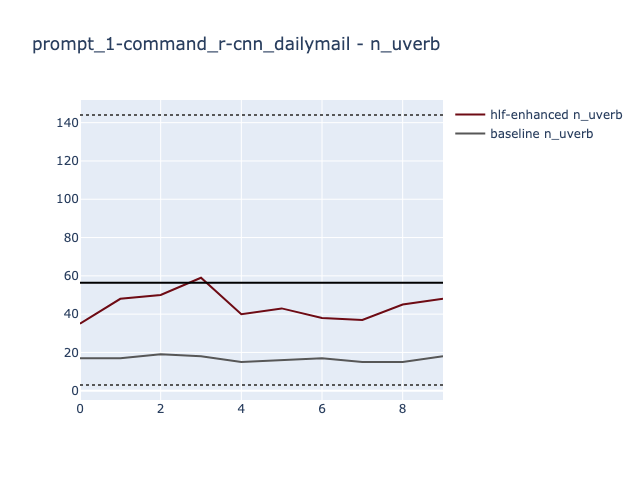 prompt_1-command_r-cnn_dailymail - n_uverb
hlf-enhanced n_uverb
baseline n_uverb
140
120
100
80
60
40
20
0
0 2 4 6 8